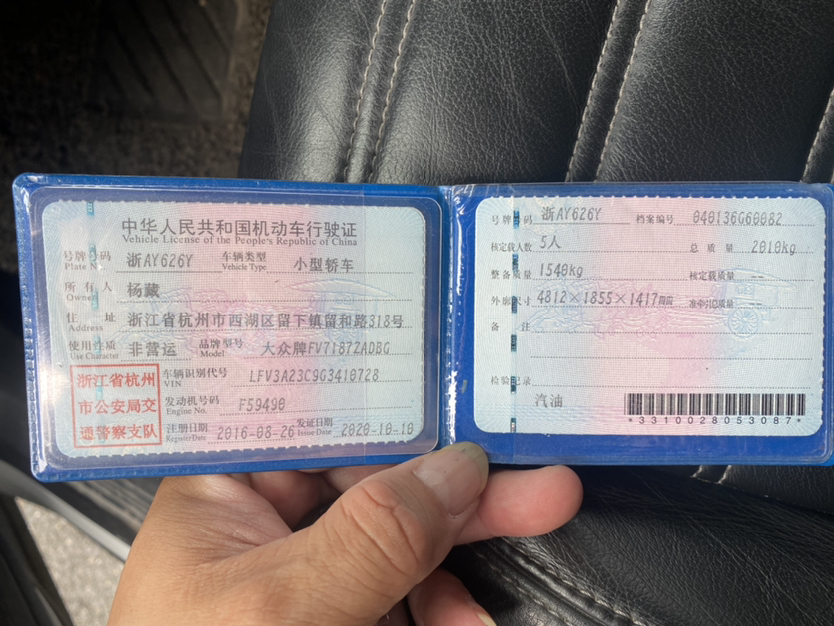 中华人民共和国机动车行驶证
Vehicle License of the People's Republic of China
号牌号码 浙AY626Y 车辆类型 小型轿车
Plate No. Vehicle Type
所有人 杨藏
Owner
住址 浙江省杭州市西湖区留下镇留和路318号
Address
使用性质 非营运 品牌型号 大众牌FV7187ZADBG
Use Character Model
浙江省杭州
市公安局交
通警察支队
车辆识别代号 LFV3A23C9G3410728
VIN
发动机号码 F59490
Engine No.
注册日期 2016-08-26 发证日期 2020-10-10
Register Date Issue Date
号牌号码 浙AY626Y 档案编号 040136G60082
核定载人数 5人 总质量 2010kg
整备质量 1540kg 核定载质量 --
外廓尺寸 4812×1855×1417mm 准牵引总质量 --
备注
检验记录
汽油
*3310028053087*